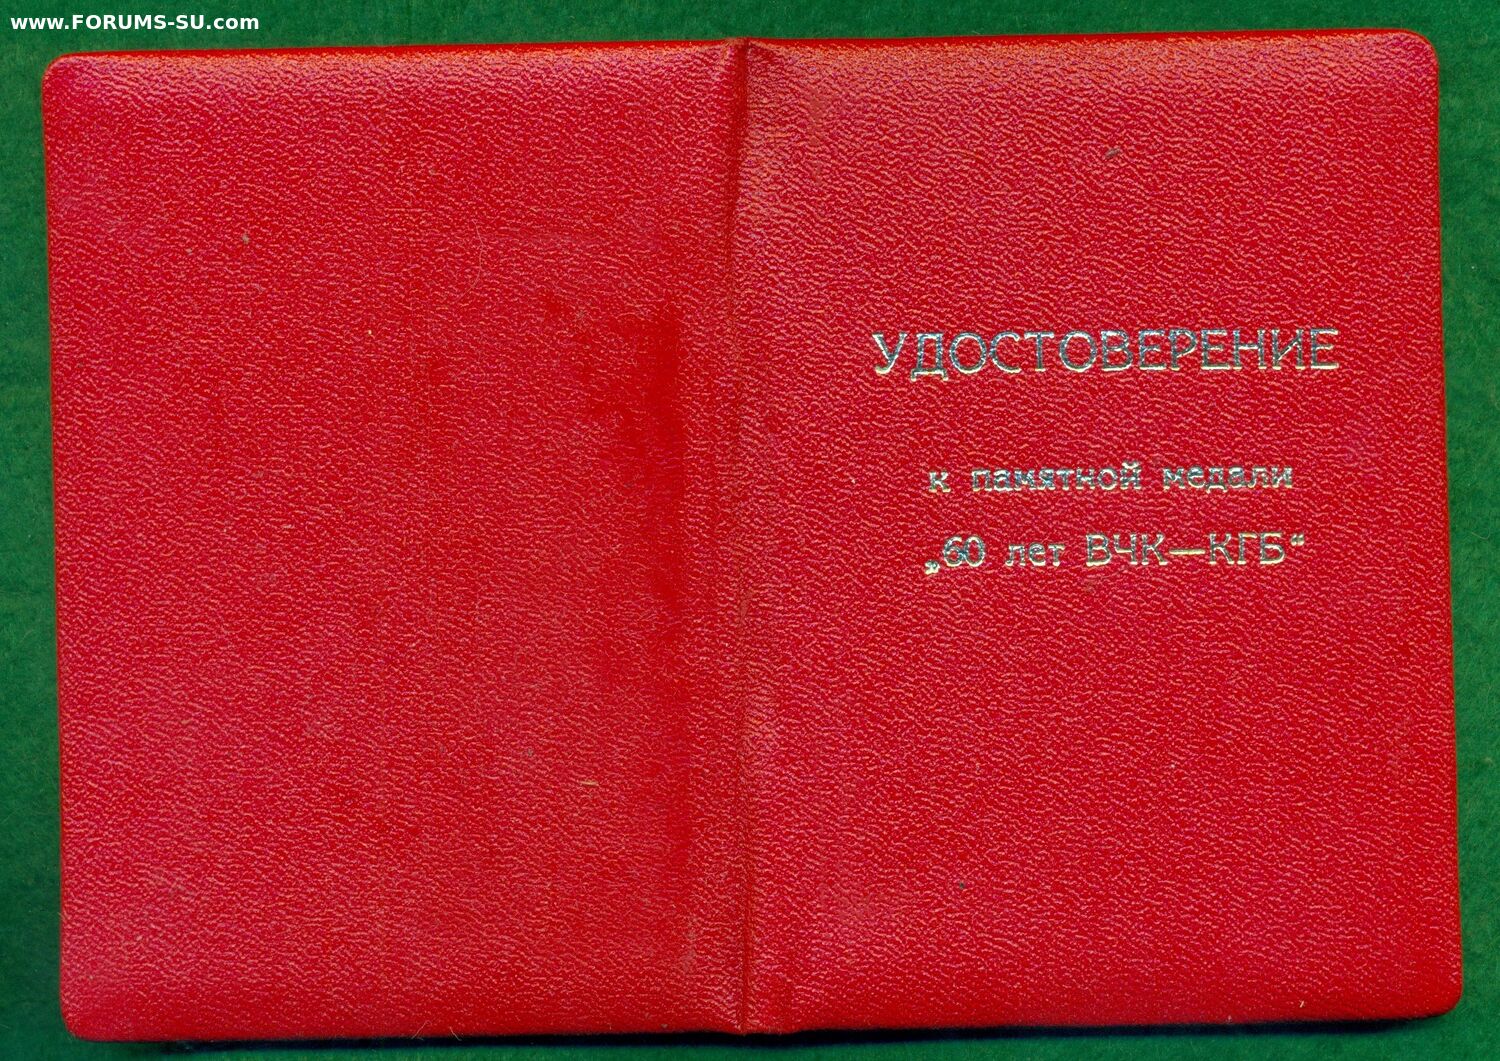 www.FORUMS-SU.com
УДОСТОВЕРЕНИЕ
к памятной медали
„60 лет ВЧК—КГБ“